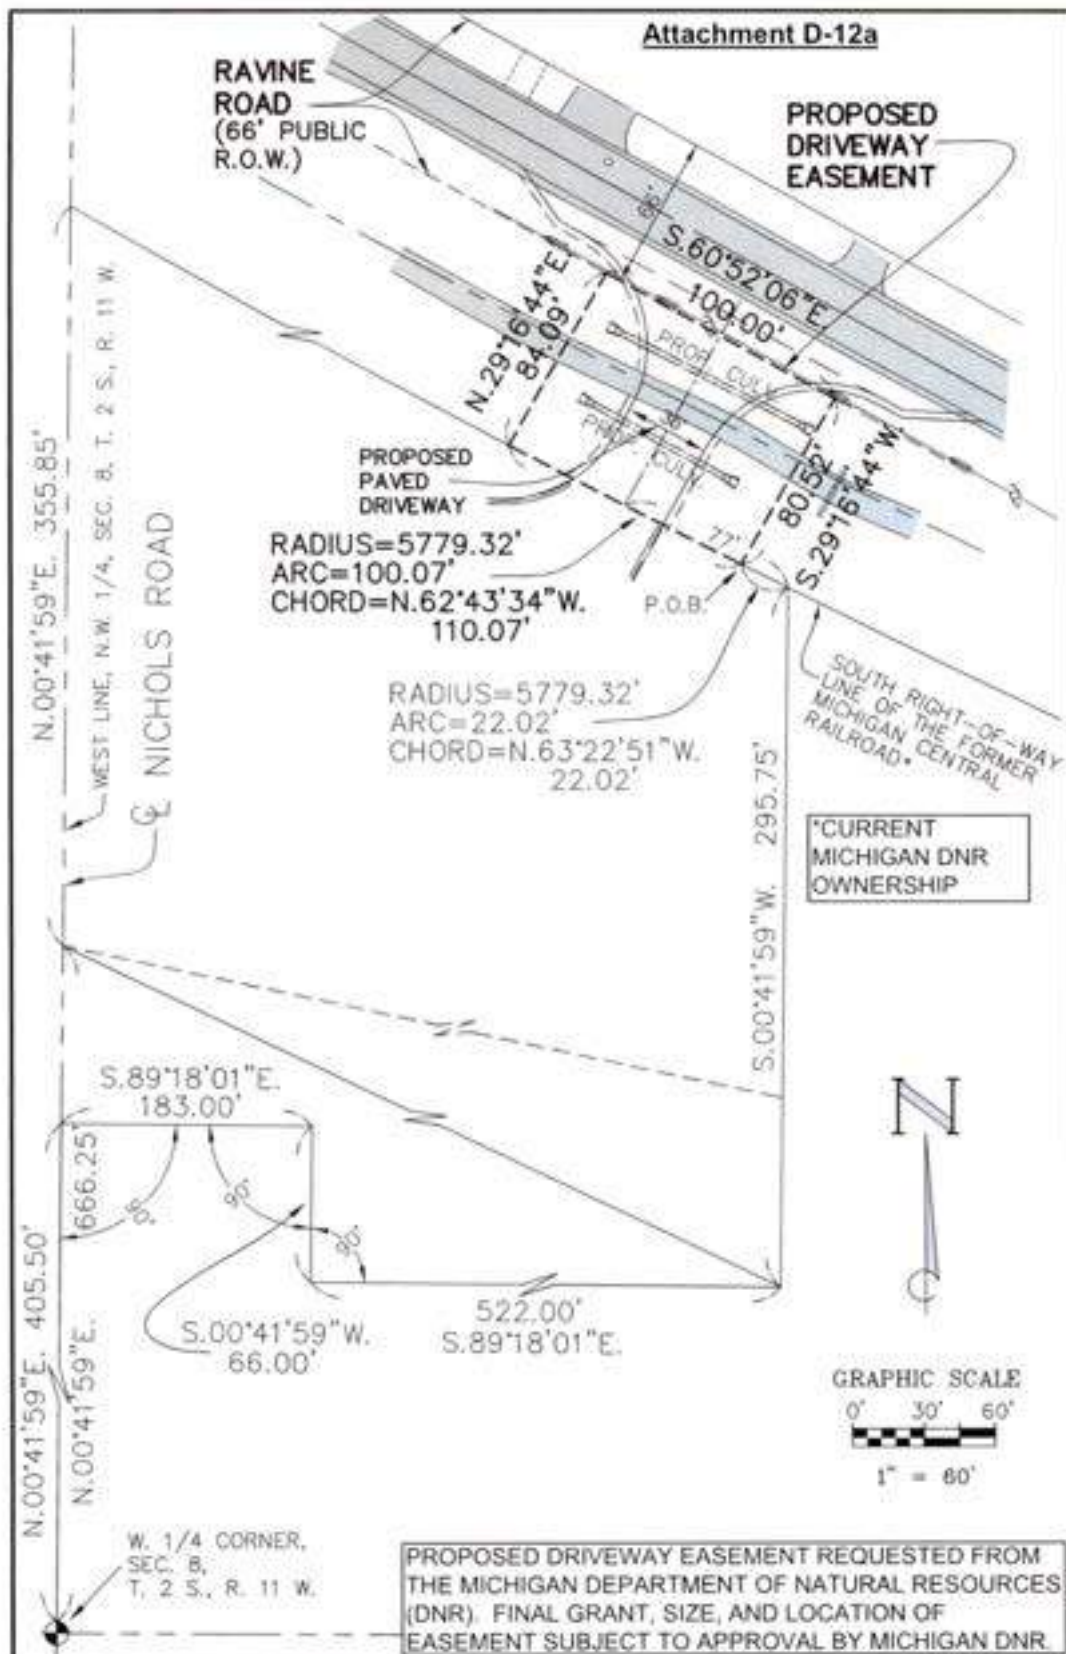 Attachment D-12a
RAVINE
ROAD
(66' PUBLIC
R.O.W.)
PROPOSED
DRIVEWAY
EASEMENT
66'
S.60°52'06"E.
100.00'
N.29°16'44"E.
84.09'
PROP. CULV.
PROP. CULV.
80.52'
S.29°16'44"W.
PROPOSED
PAVED
DRIVEWAY
RADIUS=5779.32'
ARC=100.07'
CHORD=N.62°43'34"W.
110.07'
77'
P.O.B.
RADIUS=5779.32'
ARC=22.02'
CHORD=N.63°22'51"W.
22.02'
SOUTH RIGHT-OF-WAY
LINE OF THE FORMER
MICHIGAN CENTRAL
RAILROAD*
*CURRENT
MICHIGAN DNR
OWNERSHIP
N.00°41'59"E. 355.85'
WEST LINE, N.W. 1/4, SEC. 8, T. 2 S., R. 11 W.
℄ NICHOLS ROAD
S.00°41'59"W. 295.75'
S.89°18'01"E.
183.00'
90°
90°
90°
S.00°41'59"W.
66.00'
522.00'
S.89°18'01"E.
N.00°41'59"E. 405.50'
N.00°41'59"E. 666.25'
N
GRAPHIC SCALE
0' 30' 60'
1" = 60'
W. 1/4 CORNER,
SEC. 8,
T. 2 S., R. 11 W.
PROPOSED DRIVEWAY EASEMENT REQUESTED FROM
THE MICHIGAN DEPARTMENT OF NATURAL RESOURCES
(DNR). FINAL GRANT, SIZE, AND LOCATION OF
EASEMENT SUBJECT TO APPROVAL BY MICHIGAN DNR.